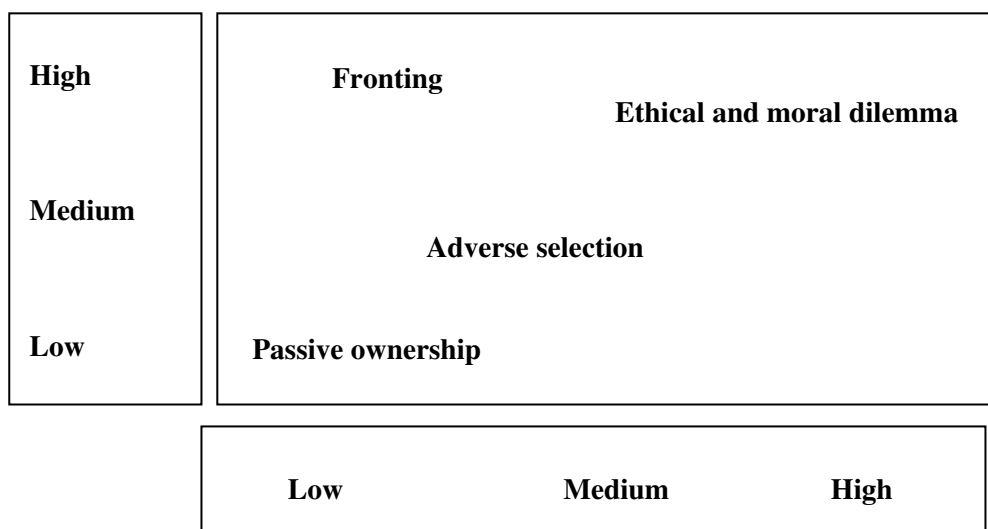 High
Fronting
Ethical and moral dilemma
Medium
Adverse selection
Low
Passive ownership
Low Medium High